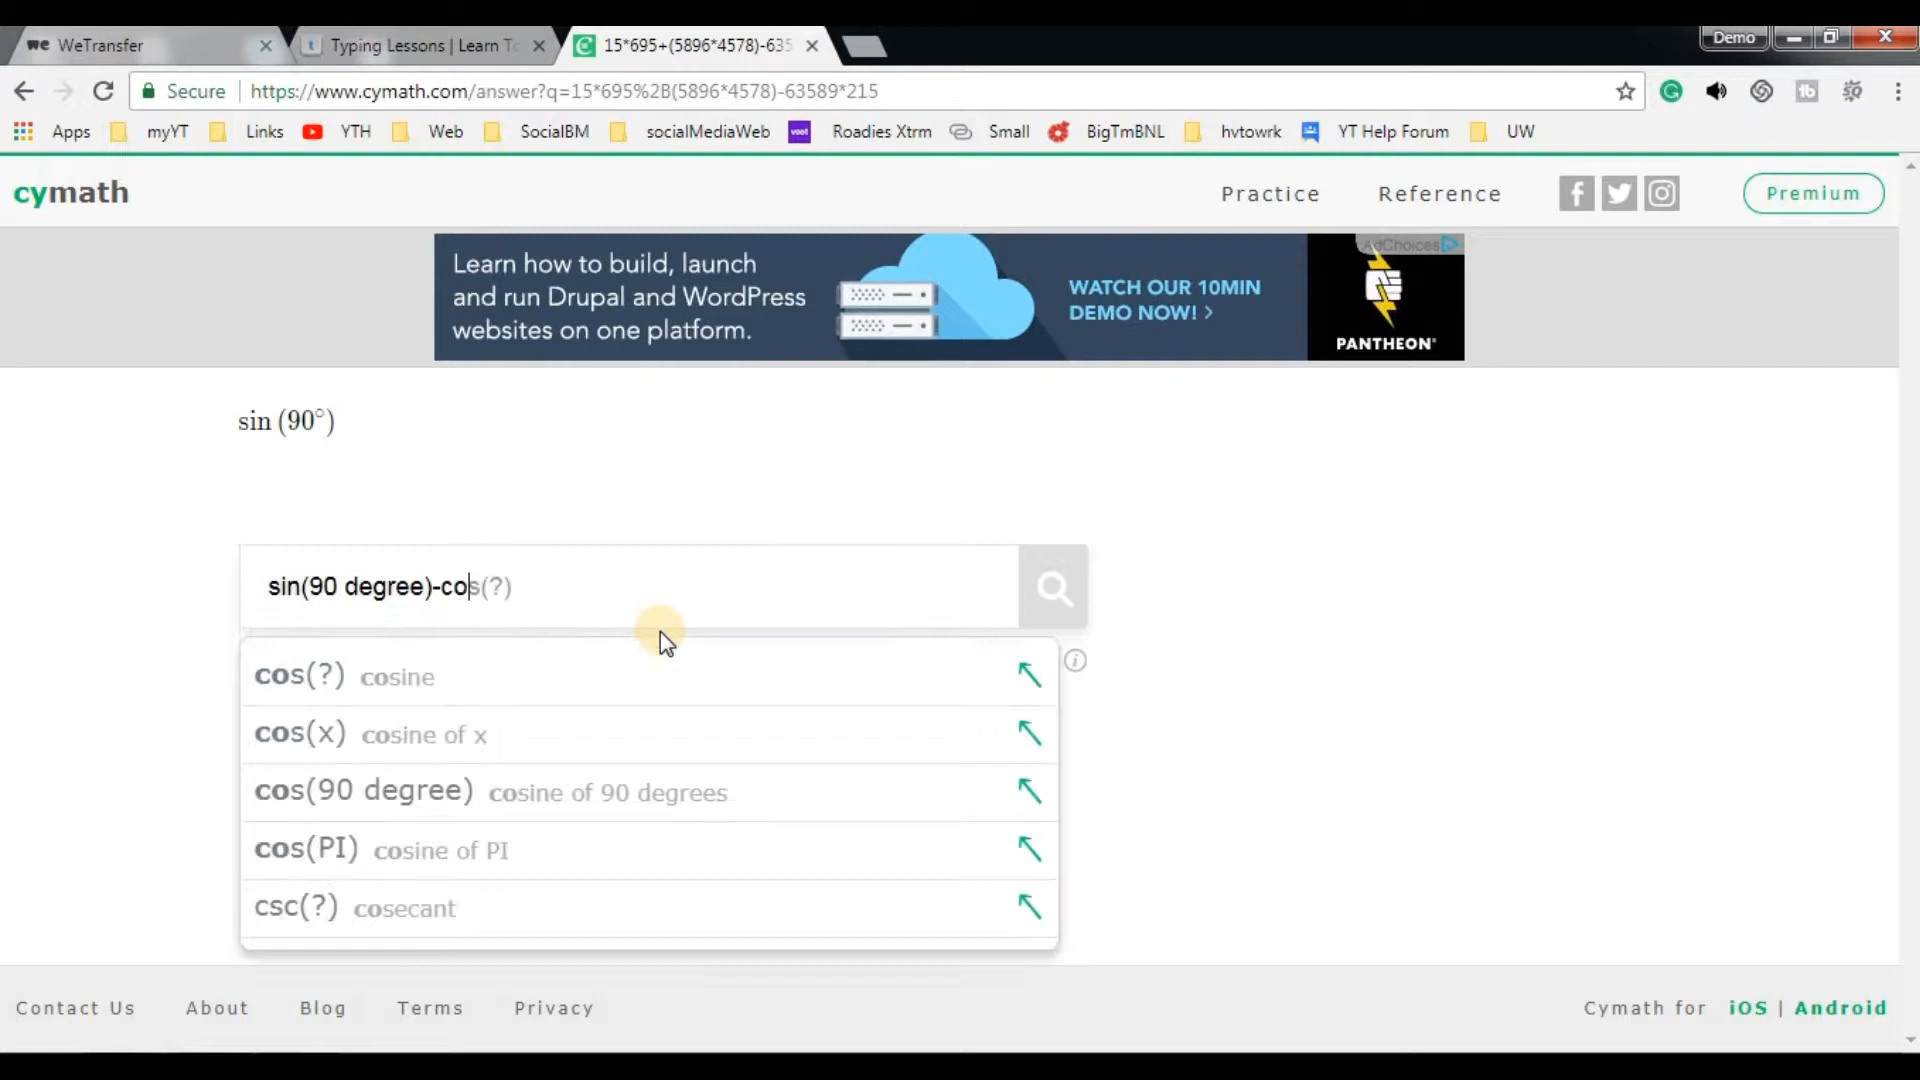 WeTransfer
Typing Lessons | Learn To
15*695+(5896*4578)-635
Demo
Secure
https://www.cymath.com/answer?q=15*695%2B(5896*4578)-63589*215
Apps
myYT
Links
YTH
Web
SocialBM
socialMediaWeb
voot
Roadies Xtrm
Small
BigTmBNL
hvtowrk
YT Help Forum
UW
cymath
Practice
Reference
Premium
Learn how to build, launch
and run Drupal and WordPress
websites on one platform.
WATCH OUR 10MIN
DEMO NOW! >
AdChoices
PANTHEON®
sin (90°)
sin(90 degree)-cos(?)
cos(?) cosine
cos(x) cosine of x
cos(90 degree) cosine of 90 degrees
cos(PI) cosine of PI
csc(?) cosecant
Contact Us
About
Blog
Terms
Privacy
Cymath for iOS | Android